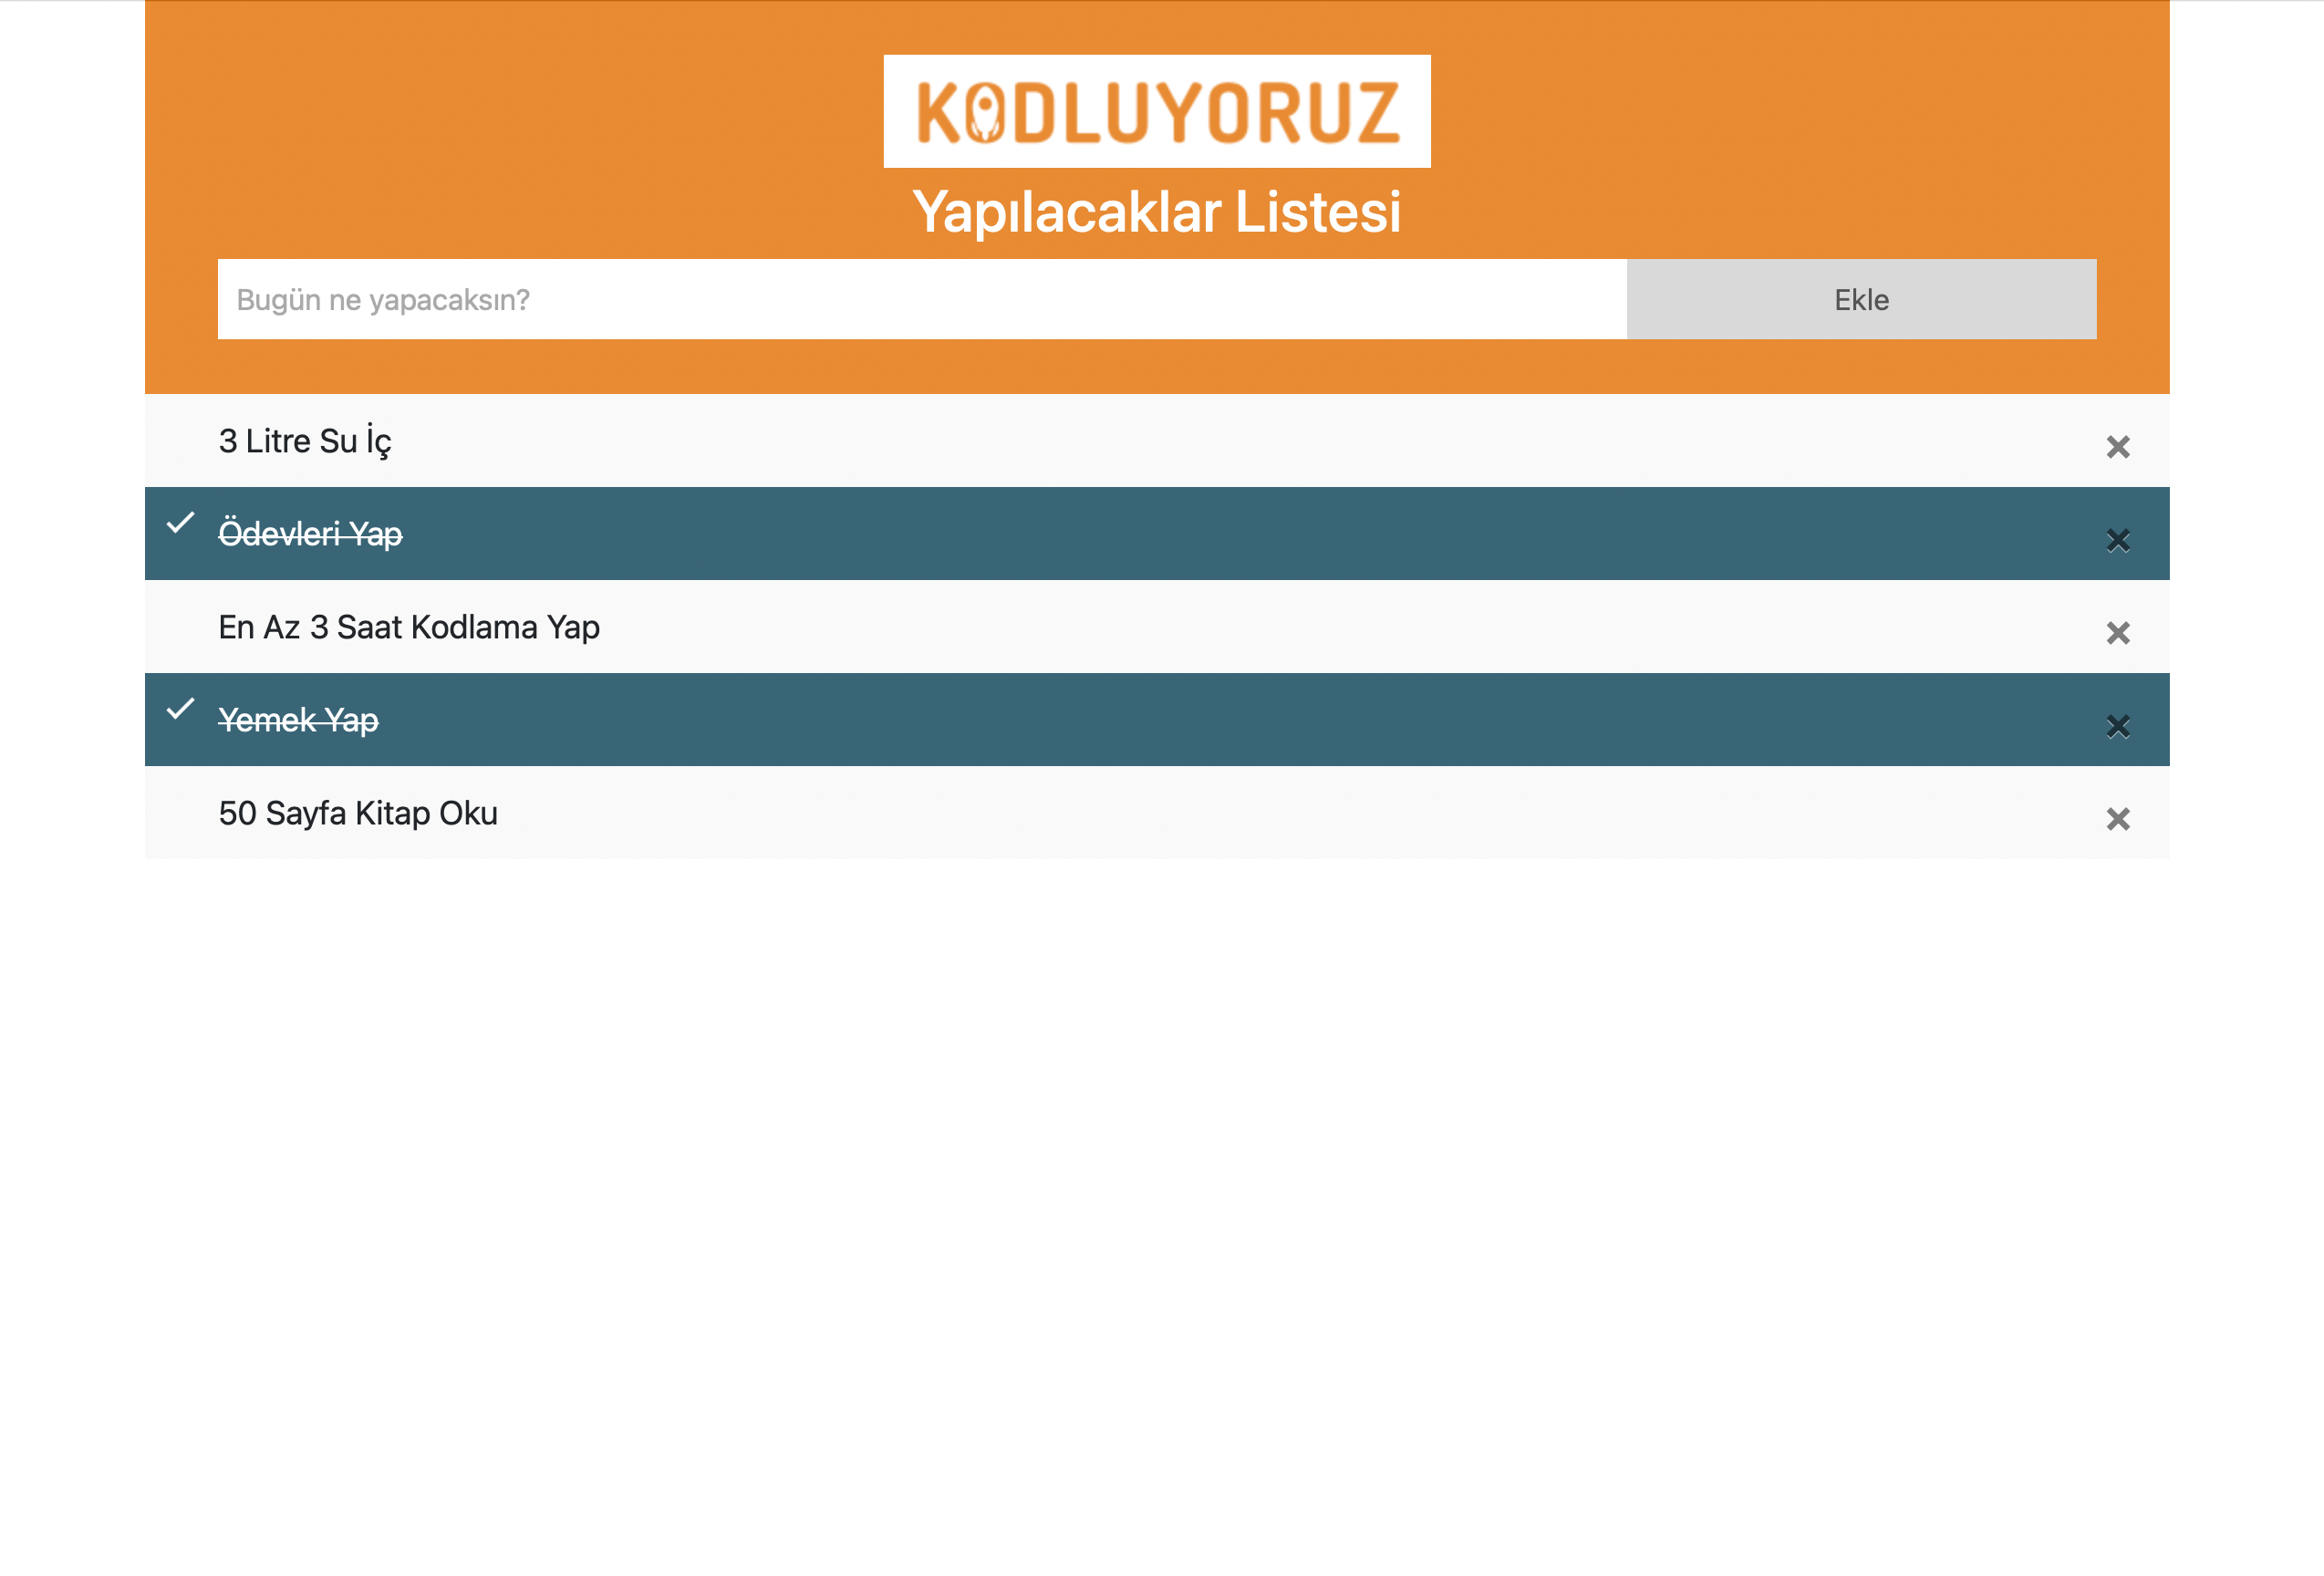 KODLUYORUZ
Yapılacaklar Listesi
Bugün ne yapacaksın?
Ekle
3 Litre Su İç
Ödevleri Yap
En Az 3 Saat Kodlama Yap
Yemek Yap
50 Sayfa Kitap Oku